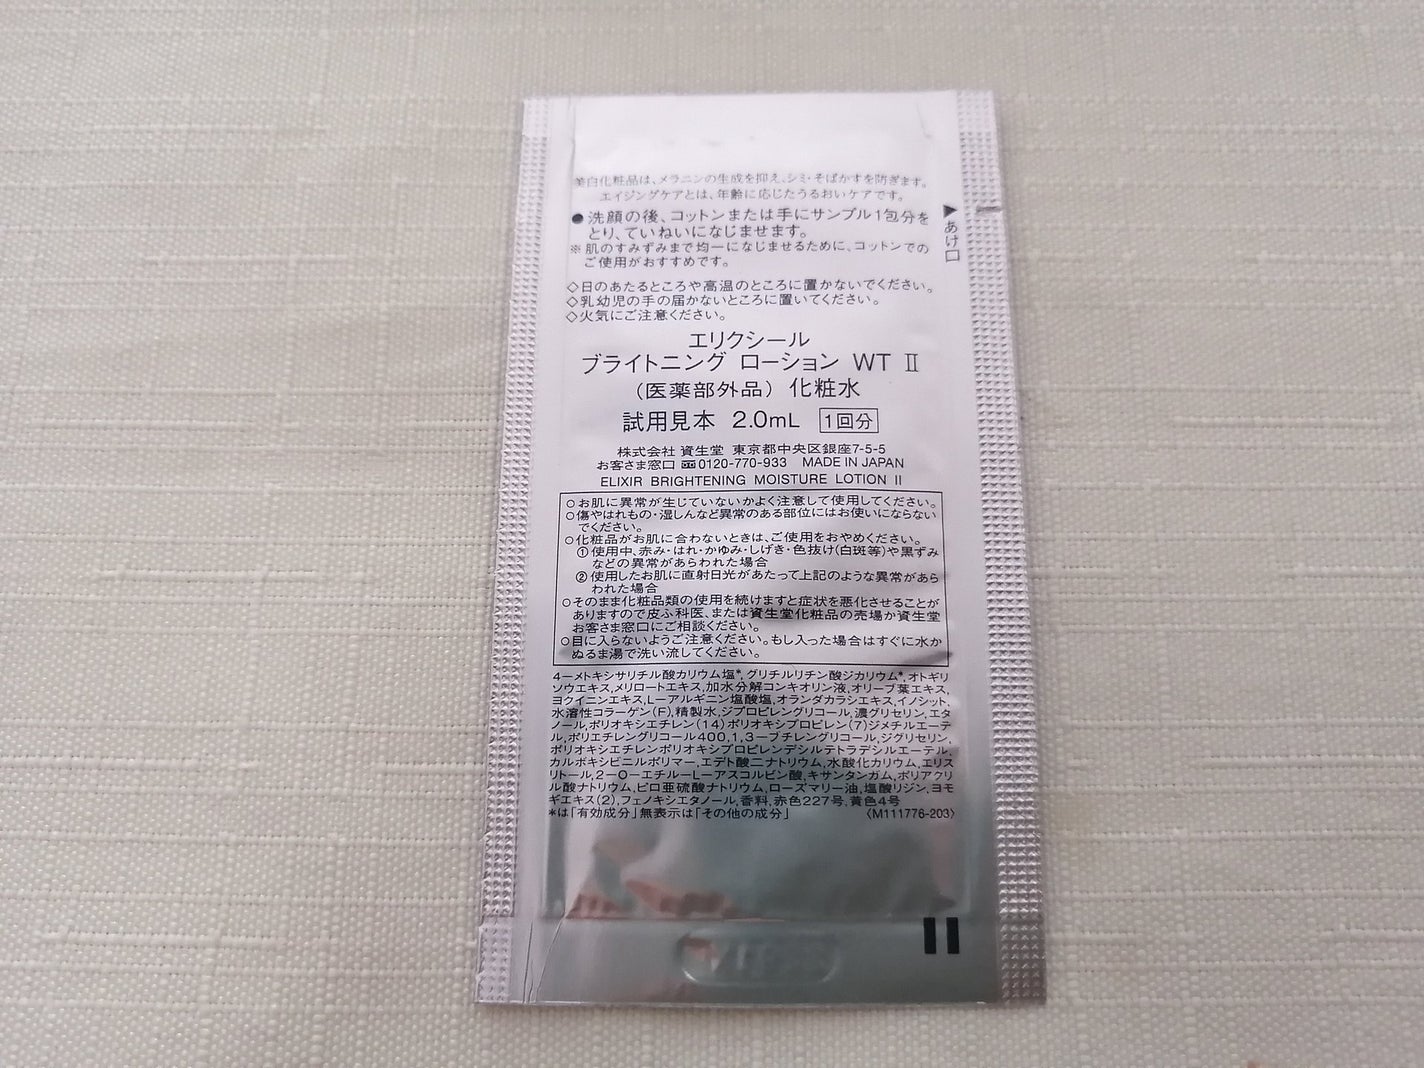 美白化粧品は、メラニンの生成を抑え、シミ・そばかすを防ぎます。
エイジングケアとは、年齢に応じたうるおいケアです。
●洗顔の後、コットンまたは手にサンプル1包分を
とり、ていねいになじませます。
※肌のすみずみまで均一になじませるために、コットンでの
ご使用がおすすめです。
▶あけ口
◇日のあたるところや高温のところに置かないでください。
◇乳幼児の手の届かないところに置いてください。
◇火気にご注意ください。
エリクシール
ブライトニング ローション WT Ⅱ
（医薬部外品）化粧水
試用見本 2.0mL 1回分
株式会社 資生堂 東京都中央区銀座7-5-5
お客さま窓口 0120-770-933 MADE IN JAPAN
ELIXIR BRIGHTENING MOISTURE LOTION Ⅱ
○お肌に異常が生じていないかよく注意して使用してください。
○傷やはれもの・湿しんなど異常のある部位にはお使いにならない
でください。
○化粧品がお肌に合わないときは、ご使用をおやめください。
①使用中、赤み・はれ・かゆみ・しげき・色抜け(白斑等)や黒ずみ
などの異常があらわれた場合
②使用したお肌に直射日光があたって上記のような異常があら
われた場合
○そのまま化粧品類の使用を続けますと症状を悪化させることが
ありますので皮ふ科医、または資生堂化粧品の売場か資生堂
お客さま窓口にご相談ください。
○目に入らないようご注意ください。もし入った場合はすぐに水か
ぬるま湯で洗い流してください。
4-メトキシサリチル酸カリウム塩*,グリチルリチン酸ジカリウム*,オトギリ
ソウエキス,メリロートエキス,加水分解コンキオリン液,オリーブ葉エキス,
ヨクイニンエキス,L-アルギニン塩酸塩,オランダカラシエキス,イノシット,
水溶性コラーゲン(F),精製水,ジプロピレングリコール,濃グリセリン,エタ
ノール,ポリオキシエチレン(14)ポリオキシプロピレン(7)ジメチルエーテ
ル,ポリエチレングリコール400,1,3-ブチレングリコール,ジグリセリン,
ポリオキシエチレンポリオキシプロピレンデシルテトラデシルエーテル,
カルボキシビニルポリマー,エデト酸二ナトリウム,水酸化カリウム,エリス
リトール,2-O-エチル-L-アスコルビン酸,キサンタンガム,ポリアクリ
ル酸ナトリウム,ピロ亜硫酸ナトリウム,ローズマリー油,塩酸リジン,ヨモ
ギエキス(2),フェノキシエタノール,香料,赤色227号,黄色4号
*は「有効成分」無表示は「その他の成分」 〈M111776-203〉